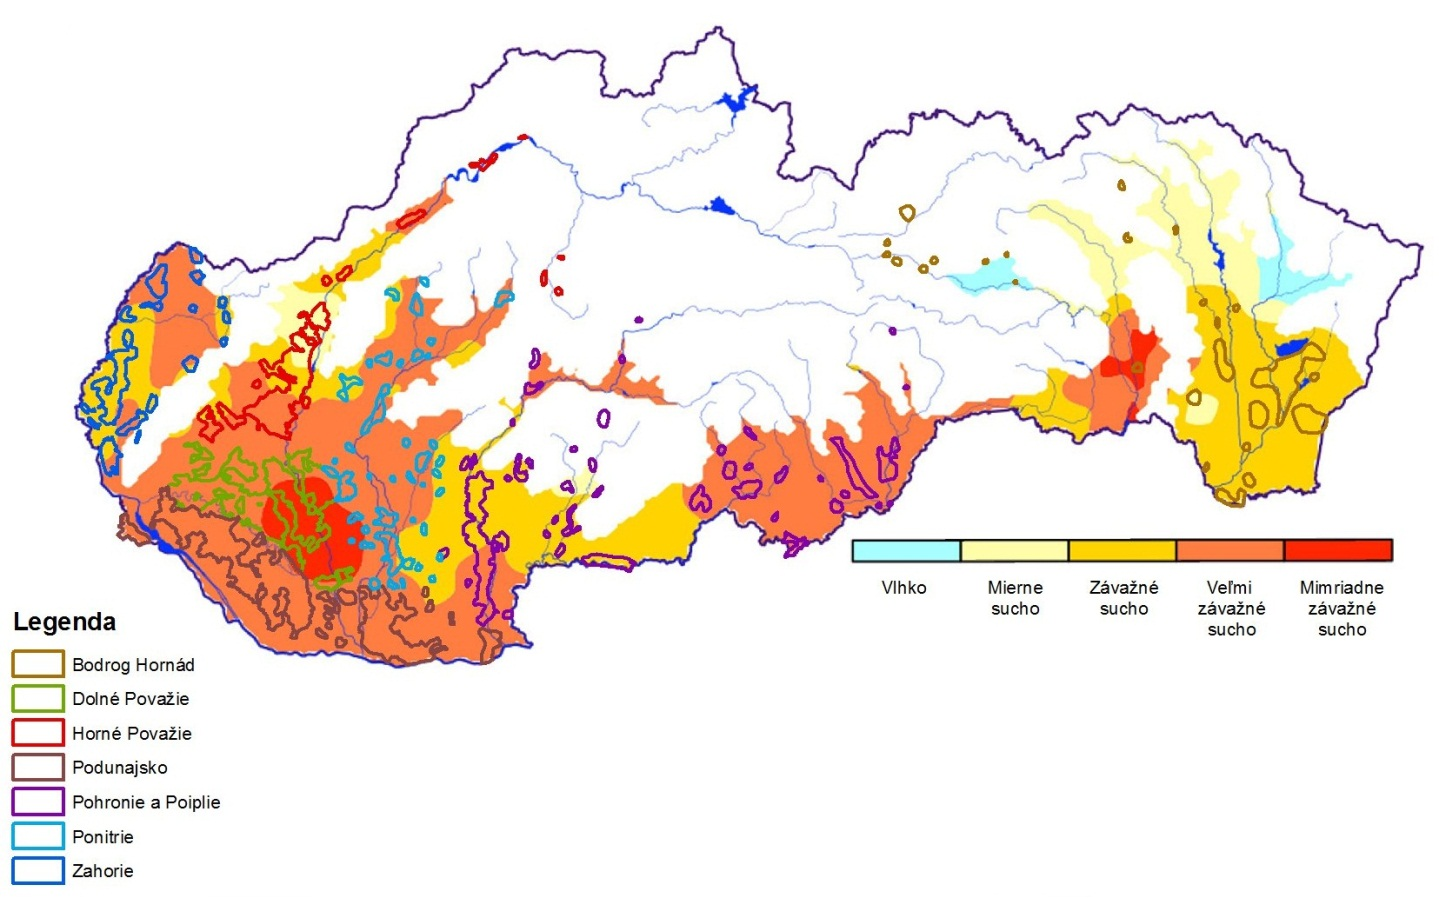 Vlhko
Mierne
sucho
Závažné
sucho
Veľmi
závažné
sucho
Mimriadne
závažné
sucho
Legenda
Bodrog Hornád
Dolné Považie
Horné Považie
Podunajsko
Pohronie a Poiplie
Ponitrie
Zahorie